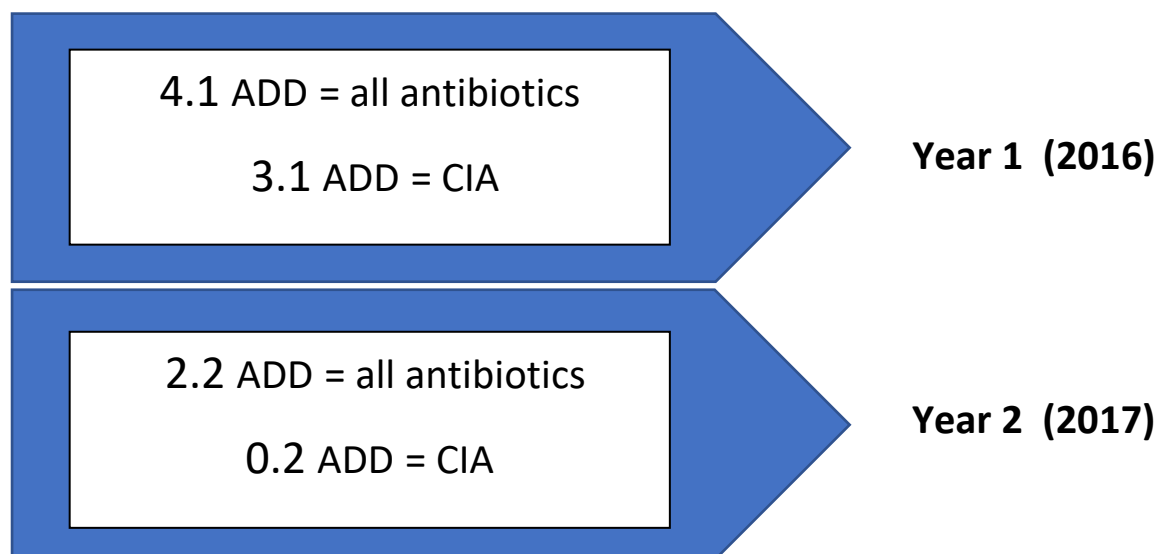 4.1 ADD = all antibiotics
3.1 ADD = CIA
Year 1 (2016)
2.2 ADD = all antibiotics
0.2 ADD = CIA
Year 2 (2017)